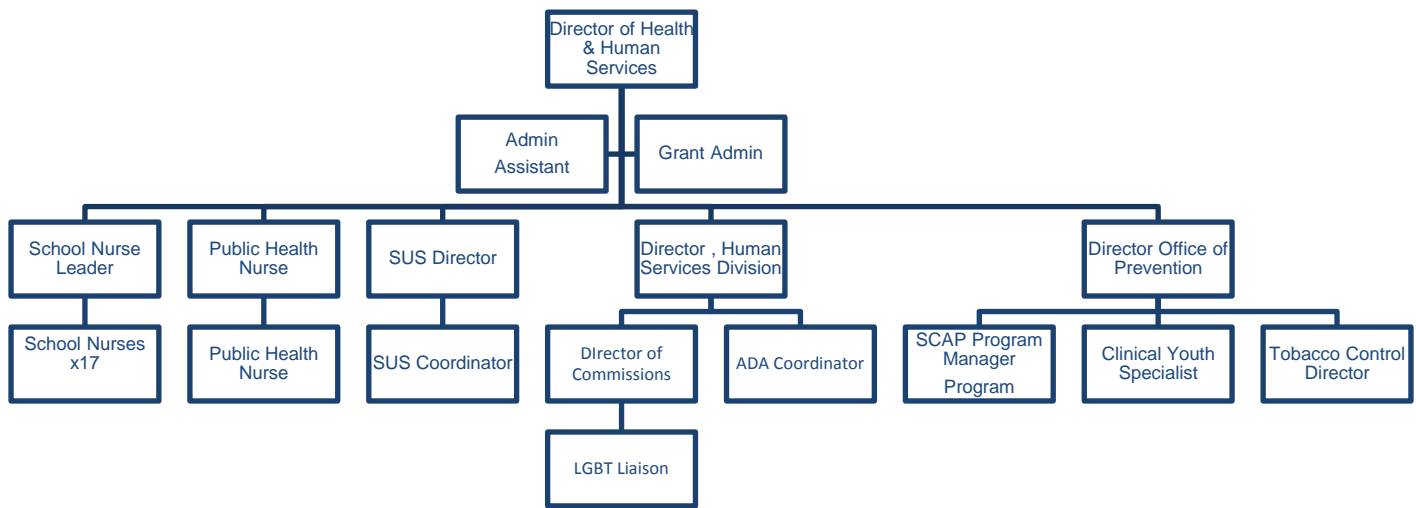 Director of Health
& Human
Services
Admin
Assistant
Grant Admin
School Nurse
Leader
Public Health
Nurse
SUS Director
Director , Human
Services Division
Director Office of
Prevention
School Nurses
x17
Public Health
Nurse
SUS Coordinator
DIrector of
Commissions
ADA Coordinator
SCAP Program
Manager
Program
Clinical Youth
Specialist
Tobacco Control
Director
LGBT Liaison